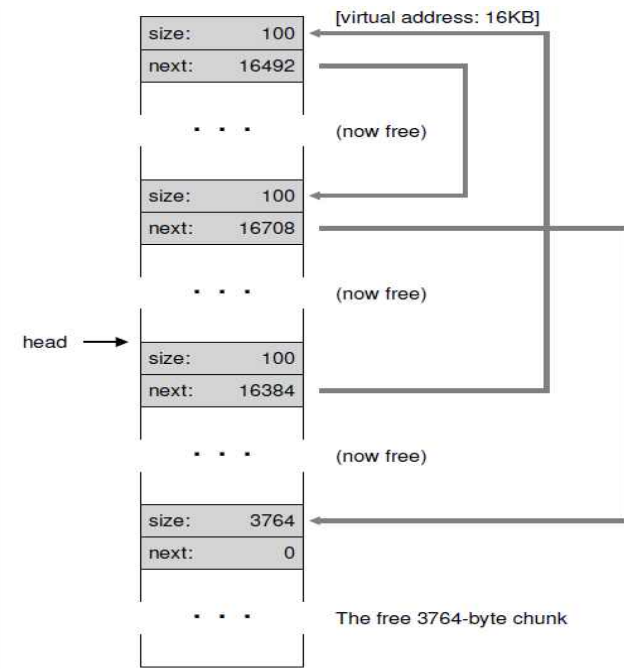 [virtual address: 16KB]
size: 100
next: 16492
. . .
(now free)
size: 100
next: 16708
. . .
(now free)
head
size: 100
next: 16384
. . .
(now free)
size: 3764
next: 0
. . .
The free 3764-byte chunk